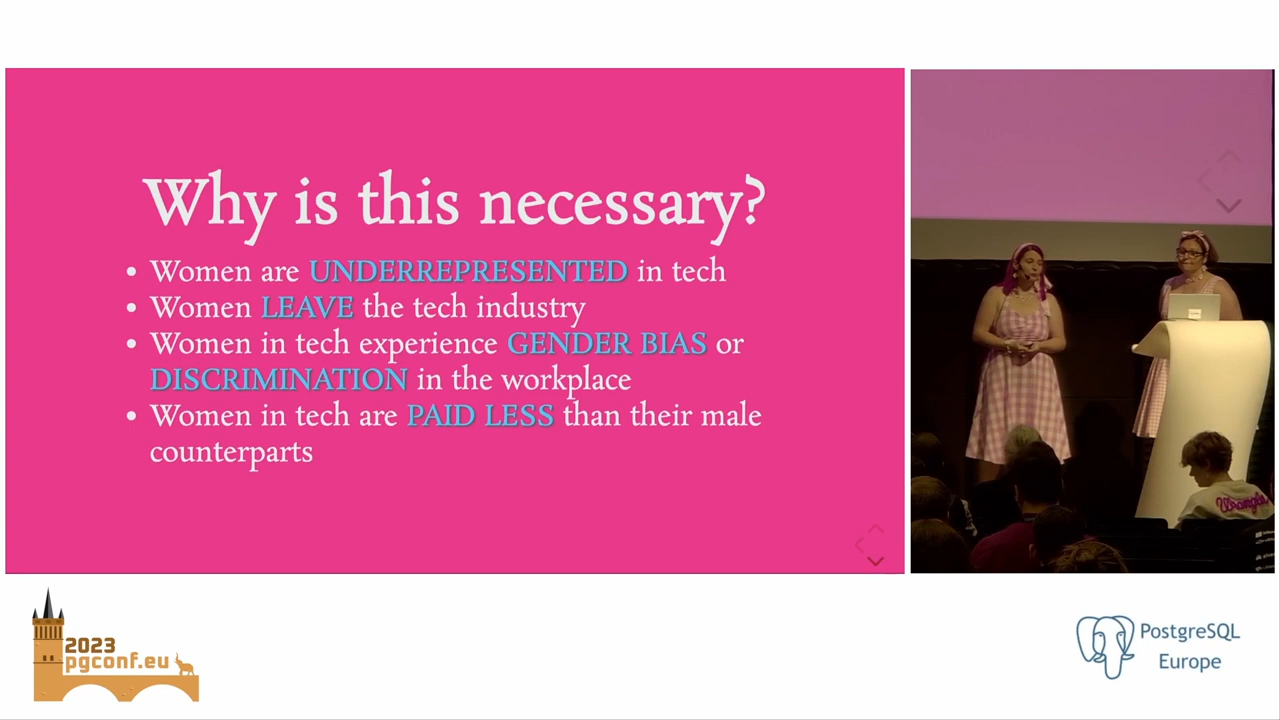 Why is this necessary?
• Women are UNDERREPRESENTED in tech
• Women LEAVE the tech industry
• Women in tech experience GENDER BIAS or
DISCRIMINATION in the workplace
• Women in tech are PAID LESS than their male
counterparts
Wrangler
2023
pgconf.eu
PostgreSQL
Europe